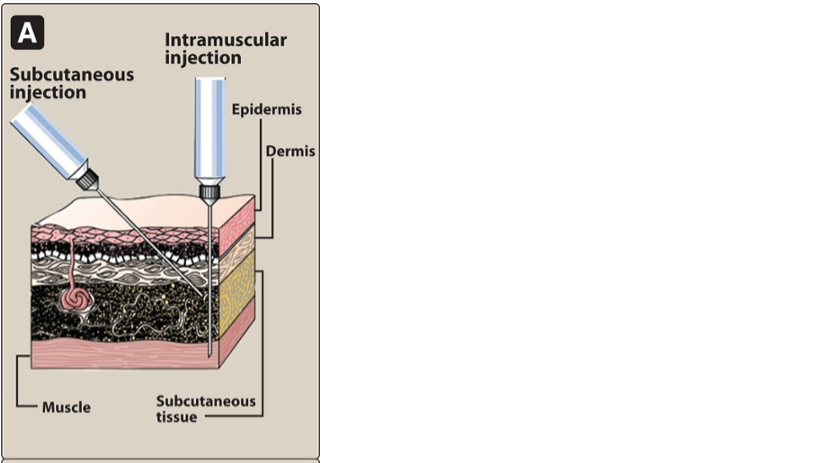 A
Intramuscular
injection
Subcutaneous
injection
Epidermis
Dermis
Muscle
Subcutaneous
tissue